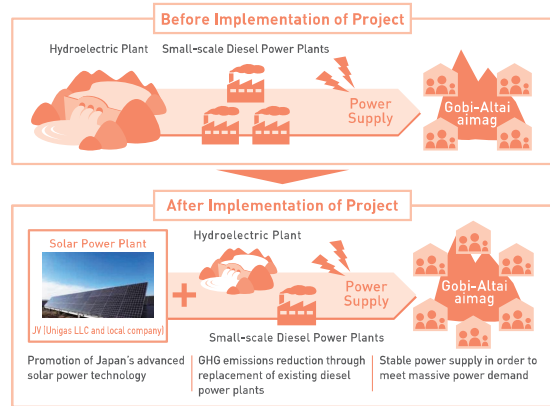 Before Implementation of Project
Hydroelectric Plant
Small-scale Diesel Power Plants
Power
Supply
Gobi-Altai
aimag
After Implementation of Project
Solar Power Plant
JV (Unigas LLC and local company)
Hydroelectric Plant
Small-scale Diesel Power Plants
Power
Supply
Gobi-Altai
aimag
Promotion of Japan's advanced
solar power technology
GHG emissions reduction through
replacement of existing diesel
power plants
Stable power supply in order to
meet massive power demand